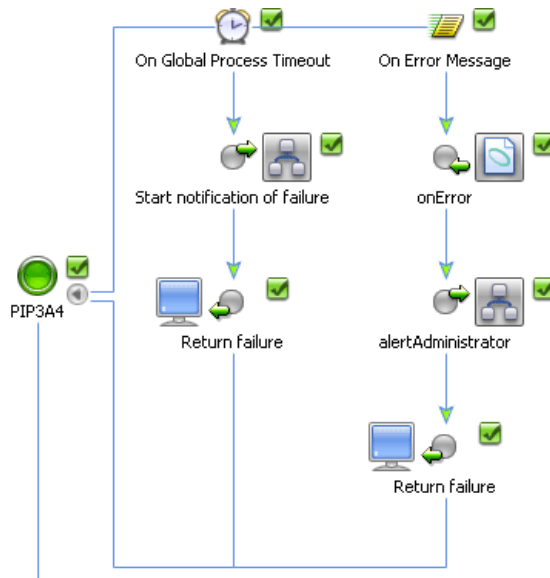 On Global Process Timeout
On Error Message
Start notification of failure
onError
PIP3A4
Return failure
alertAdministrator
Return failure